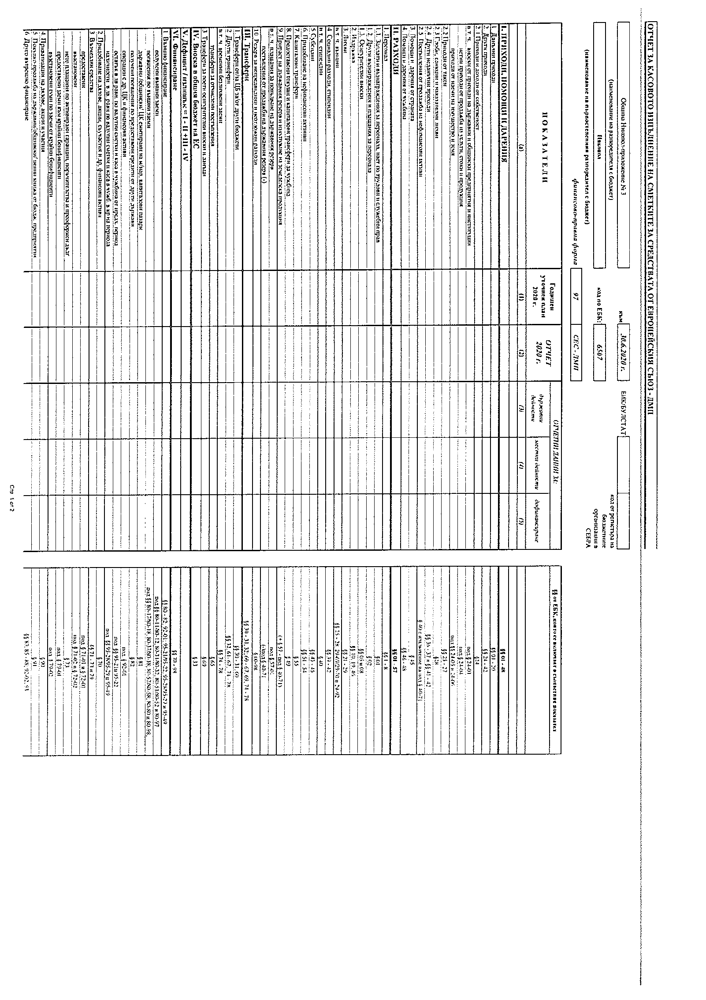 ОТЧЕТ ЗА КАСОВОТО ИЗПЪЛНЕНИЕ НА СМЕТКИТЕ ЗА СРЕДСТВАТА ОТ ЕВРОПЕЙСКИЯ СЪЮЗ - ДМП
Община Никопол-приложение № 3
към 30.6.2020 г. ЕИК/БУЛСТАТ
(наименование на разпоредителя с бюджет)
код от регистъра на бюджетните организации в СЕБРА
Никопол
код по ЕБК: 6507
(наименование на първостепенния разпоредител с бюджет)
финансово-правна форма 97 СЕС - ДМП
П О К А З А Т Е Л И
Годишен уточнен план 2020 г.
ОТЧЕТ 2020 г.
ОТЧЕТНИ ДАННИ ЗА:
държавни дейности
местни дейности
дофинансиране
§§ от ЕБК, които се включват в съответния показател
(а) (1) (2) (3) (4) (5)
I. ПРИХОДИ, ПОМОЩИ И ДАРЕНИЯ §§ 01 - 48
1. Данъчни приходи §§ 01 - 20
2. Други приходи §§ 24 - 42
2.1 Приходи и доходи от собственост §24
в т. ч. вноски от приходи на държавни и общински предприятия и институции под § 24-01
нетни приходи от продажба на услуги, стоки и продукция под § 24-04
приходи от наеми на имущество и земя под §§ 24-05 и 24-06
2.2 Приходи от такси §§ 25 - 27
2.3 Глоби, санкции и наказателни лихви §28
2.4 Други неданъчни приходи §§ 36 - 37 и §§ 41 - 42
2.5 Постъпления от продажба на нефинансови активи § 40 с изключение на под § 40-71
3. Помощи и дарения от страната §45
4. Помощи и дарения от чужбина §§ 46 - 48
II. РАЗХОДИ §§ 01 - 57
1. Персонал §§ 1 - 8
1.1. Заплати и възнаграждения за персонала, нает по трудови и служебни прав §01
1.2. Други възнаграждения и плащания за персонала §02
1.3. Осигурителни вноски §§05 и 08
2. Издръжка §§ 10, 19, 46
3. Лихви §§ 21 - 29
в т. ч. външни §§ 25 - 28, 29-69/29-70 и 29-92
4 Социални разходи, стипендии §§ 39 - 42
в т. ч. стипендии §40
5 Субсидии §§ 43 - 45
6 Придобиване на нефинансови активи §§ 51 - 54
7 Капиталови трансфери §55
8. Предоставени текущи и капиталови трансфери за чужбина §49
9. Прираст на държавния резерв и изкупуване на земеделска продукция (+ §§ 57 - под § 40-71)
в т. ч. плащания за попълване на държавния резерв под § 57-01
постъпления от продажби на държавния резерв (-) (-)под § 40-71
10 Резерв за непредвидени и неотложни разходи §00-98
III. Трансфери §§ 30 - 31, 32; 60 - 67, 69, 74 - 78
1. Трансфери от/за ЦБ за/от други бюджети §§ 30 - 31, 60
2. Други трансфери §§ 32, 61-67, 74 - 78
в т. ч. временни безлихвени заеми §§ 74 - 78
трансфери за отчислени постъпления §65
3 Трансфери за поети осигурителни вноски и данъци §69
IV. Вноска в общия бюджет на ЕС §33
V. Дефицит / излишък = I - II +III - IV
VI. Финансиране §§ 70 - 98
1 Външно финансиране §§ 80 - 82; 92-01; 95-21/95-22, 95-28/95-29 и 95-49
получени външни заеми под §§ 80-11/80-12, 80-31/80-32, 80-51/80-52 и 80-97
погашения по външни заеми под §§ 80-17/80-18, 80-37/80-38, 80-57/80-58, 80-80 и 80-98
държавни /общински/ ЦК емитирани на м/нар. капиталови пазари §81
получени погашения по предоставени кредити от други държави §82
операции с др. ЦК и финансови активи под § 92-01
остатък в лв равн. по валутни сметки и каса в чужбина от предх. период под §§ 95-21и 95-22
наличности в лв. равн по валутни сметки и каса в чужб. в кр на периода под §§ 95-28/95-29 и 95-49
2 Придобиване на дялове, акции, съучастия и др. финансови активи §70
3 Възмездни средства §§ 71 - 73 и 79
предоставени под § 71-01 и § 72-01
възстановени под § 71-02 и § 72-02
нето плащания по активирани гаранции, поръчителства и преоформен дълг §73
предоставени заеми към крайни бенефициенти под § 79-01
възстановени суми по заеми от крайни бенефициенти под § 79-02
4 Приватизация на дялове, акции и участия §90
5 Покупко-продажба на държавни/общински/ ценни книжа от бюдж. предприятия §91
6 Друго вътрешно финансиране §§ 83; 85 - 88; 92-02, 93
Стр. 1 от 2